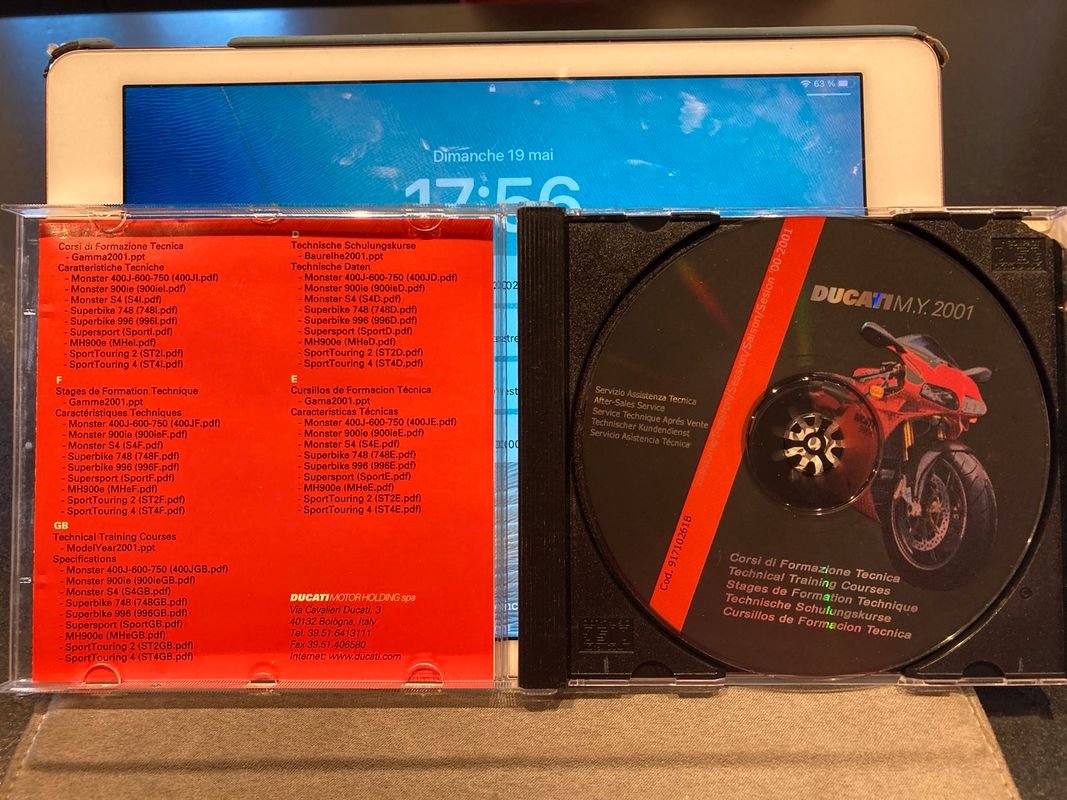 63 %
Dimanche 19 mai
17:56
Corsi di Formazione Tecnica
- Gamma2001.ppt
Caratteristiche Tecniche
- Monster 400J-600-750 (400JI.pdf)
- Monster 900ie (900ieI.pdf)
- Monster S4 (S4I.pdf)
- Superbike 748 (748I.pdf)
- Superbike 996 (996I.pdf)
- Supersport (SportI.pdf)
- MH900e (MHeI.pdf)
- SportTouring 2 (ST2I.pdf)
- SportTouring 4 (ST4I.pdf)
F
Stages de Formation Technique
- Gamme2001.ppt
Caractéristiques Techniques
- Monster 400J-600-750 (400JF.pdf)
- Monster 900ie (900ieF.pdf)
- Monster S4 (S4F.pdf)
- Superbike 748 (748F.pdf)
- Superbike 996 (996F.pdf)
- Supersport (SportF.pdf)
- MH900e (MHeF.pdf)
- SportTouring 2 (ST2F.pdf)
- SportTouring 4 (ST4F.pdf)
GB
Technical Training Courses
- ModelYear2001.ppt
Specifications
- Monster 400J-600-750 (400JGB.pdf)
- Monster 900ie (900ieGB.pdf)
- Monster S4 (S4GB.pdf)
- Superbike 748 (748GB.pdf)
- Superbike 996 (996GB.pdf)
- Supersport (SportGB.pdf)
- MH900e (MHeGB.pdf)
- SportTouring 2 (ST2GB.pdf)
- SportTouring 4 (ST4GB.pdf)
D
Technische Schulungskurse
- Baureihe2001.ppt
Technische Daten
- Monster 400J-600-750 (400JD.pdf)
- Monster 900ie (900ieD.pdf)
- Monster S4 (S4D.pdf)
- Superbike 748 (748D.pdf)
- Superbike 996 (996D.pdf)
- Supersport (SportD.pdf)
- MH900e (MHeD.pdf)
- SportTouring 2 (ST2D.pdf)
- SportTouring 4 (ST4D.pdf)
E
Cursillos de Formacion Técnica
- Gama2001.ppt
Caracteristicas Técnicas
- Monster 400J-600-750 (400JE.pdf)
- Monster 900ie (900ieE.pdf)
- Monster S4 (S4E.pdf)
- Superbike 748 (748E.pdf)
- Superbike 996 (996E.pdf)
- Supersport (SportE.pdf)
- MH900e (MHeE.pdf)
- SportTouring 2 (ST2E.pdf)
- SportTouring 4 (ST4E.pdf)
DUCATI MOTOR HOLDING spa
Via Cavalieri Ducati, 3
40132 Bologna, Italy
Tel. 39.51.6413111
Fax 39.51.406580
Internet: www.ducati.com
DUCATI M.Y. 2001
Servizio Assistenza Tecnica
After-Sales Service
Service Technique Aprés Vente
Technischer Kundendienst
Servicio Asistencia Técnica
/Session/Saison/Sesion '00-2001
Cod. 91710261B
Corsi di Formazione Tecnica
Technical Training Courses
Stages de Formation Technique
Technische Schulungskurse
Cursillos de Formacion Tecnica